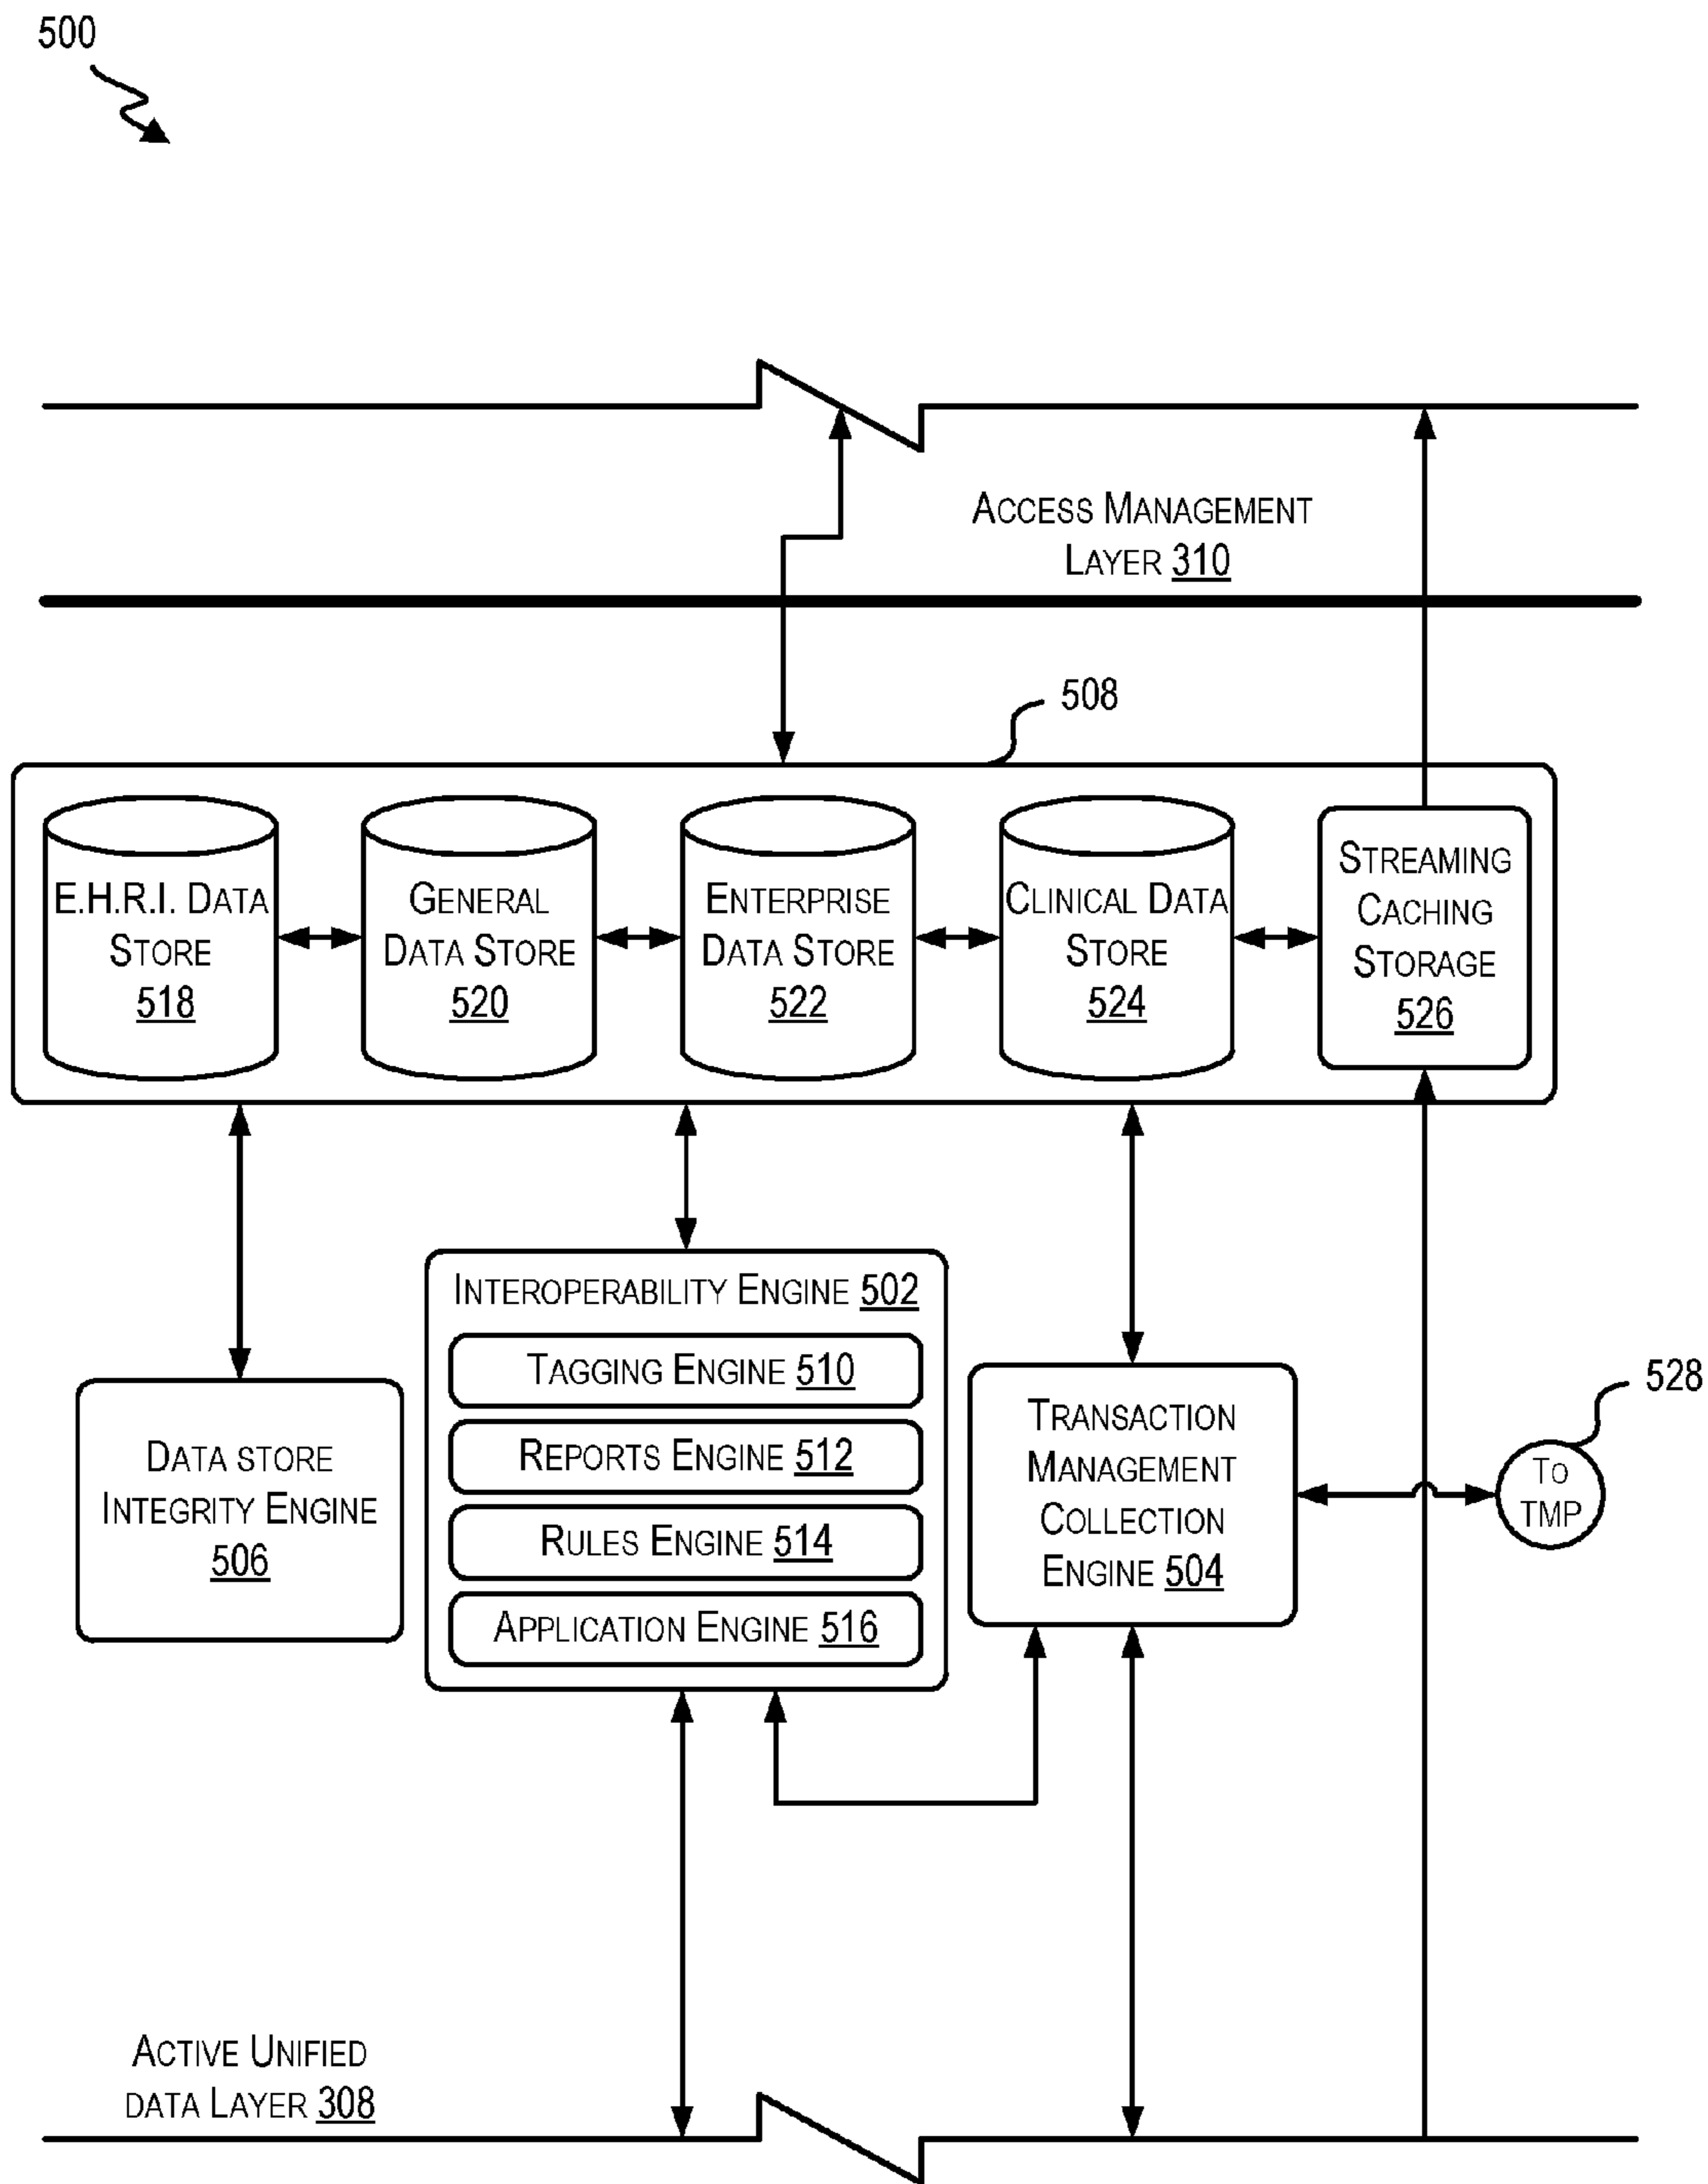 500
ACCESS MANAGEMENT
LAYER 310
508
E.H.R.I. DATA
STORE
518
GENERAL
DATA STORE
520
ENTERPRISE
DATA STORE
522
CLINICAL DATA
STORE
524
STREAMING
CACHING
STORAGE
526
INTEROPERABILITY ENGINE 502
TAGGING ENGINE 510
REPORTS ENGINE 512
RULES ENGINE 514
APPLICATION ENGINE 516
DATA STORE
INTEGRITY ENGINE
506
TRANSACTION
MANAGEMENT
COLLECTION
ENGINE 504
528
TO
TMP
ACTIVE UNIFIED
DATA LAYER 308